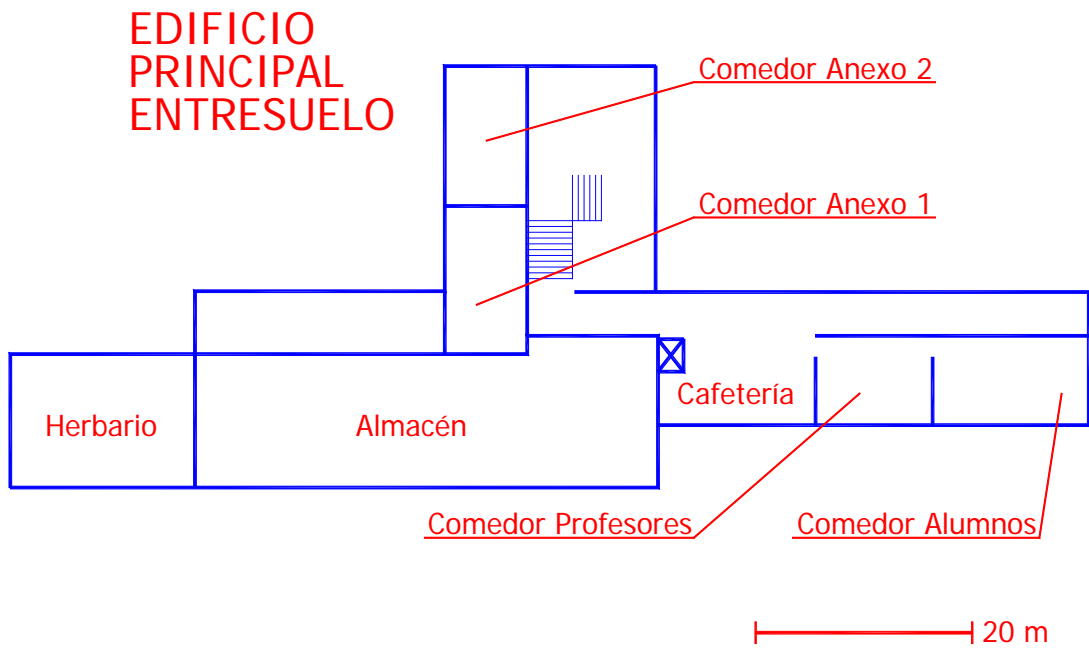 EDIFICIO
PRINCIPAL
ENTRESUELO
Comedor Anexo 2
Comedor Anexo 1
Cafetería
Herbario
Almacén
Comedor Profesores
Comedor Alumnos
20 m